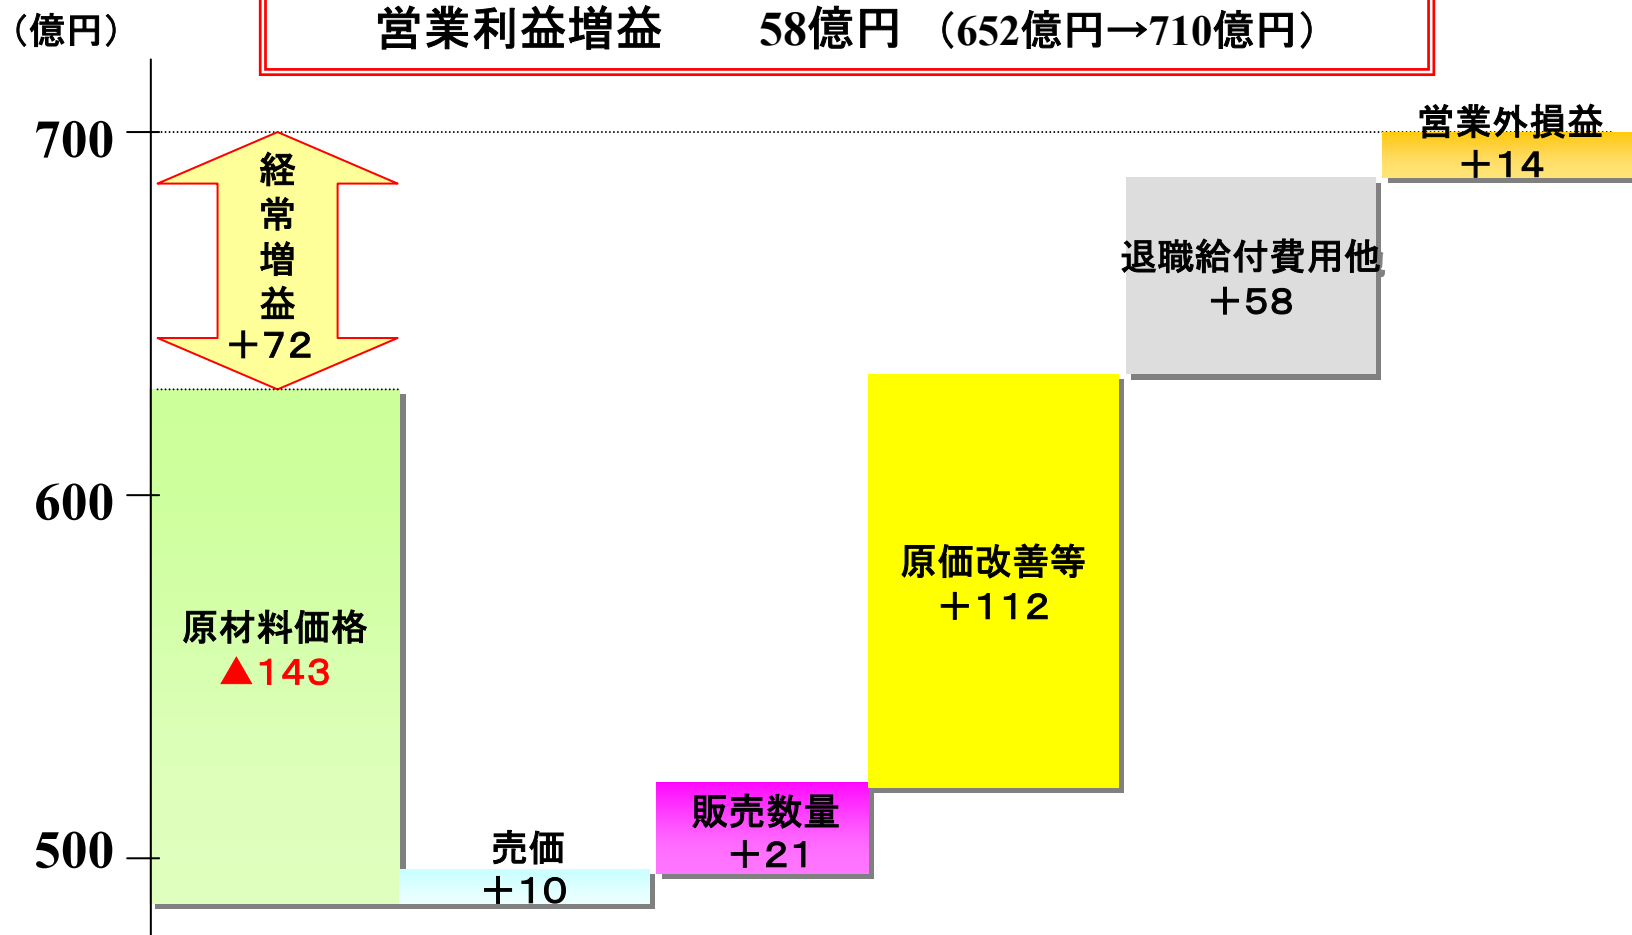 （億円）
営業利益増益　58億円　（652億円→710億円）
700
600
500
経
常
増
益
＋72
原材料価格
▲143
売価
＋10
販売数量
＋21
原価改善等
＋112
退職給付費用他
＋58
営業外損益
＋14